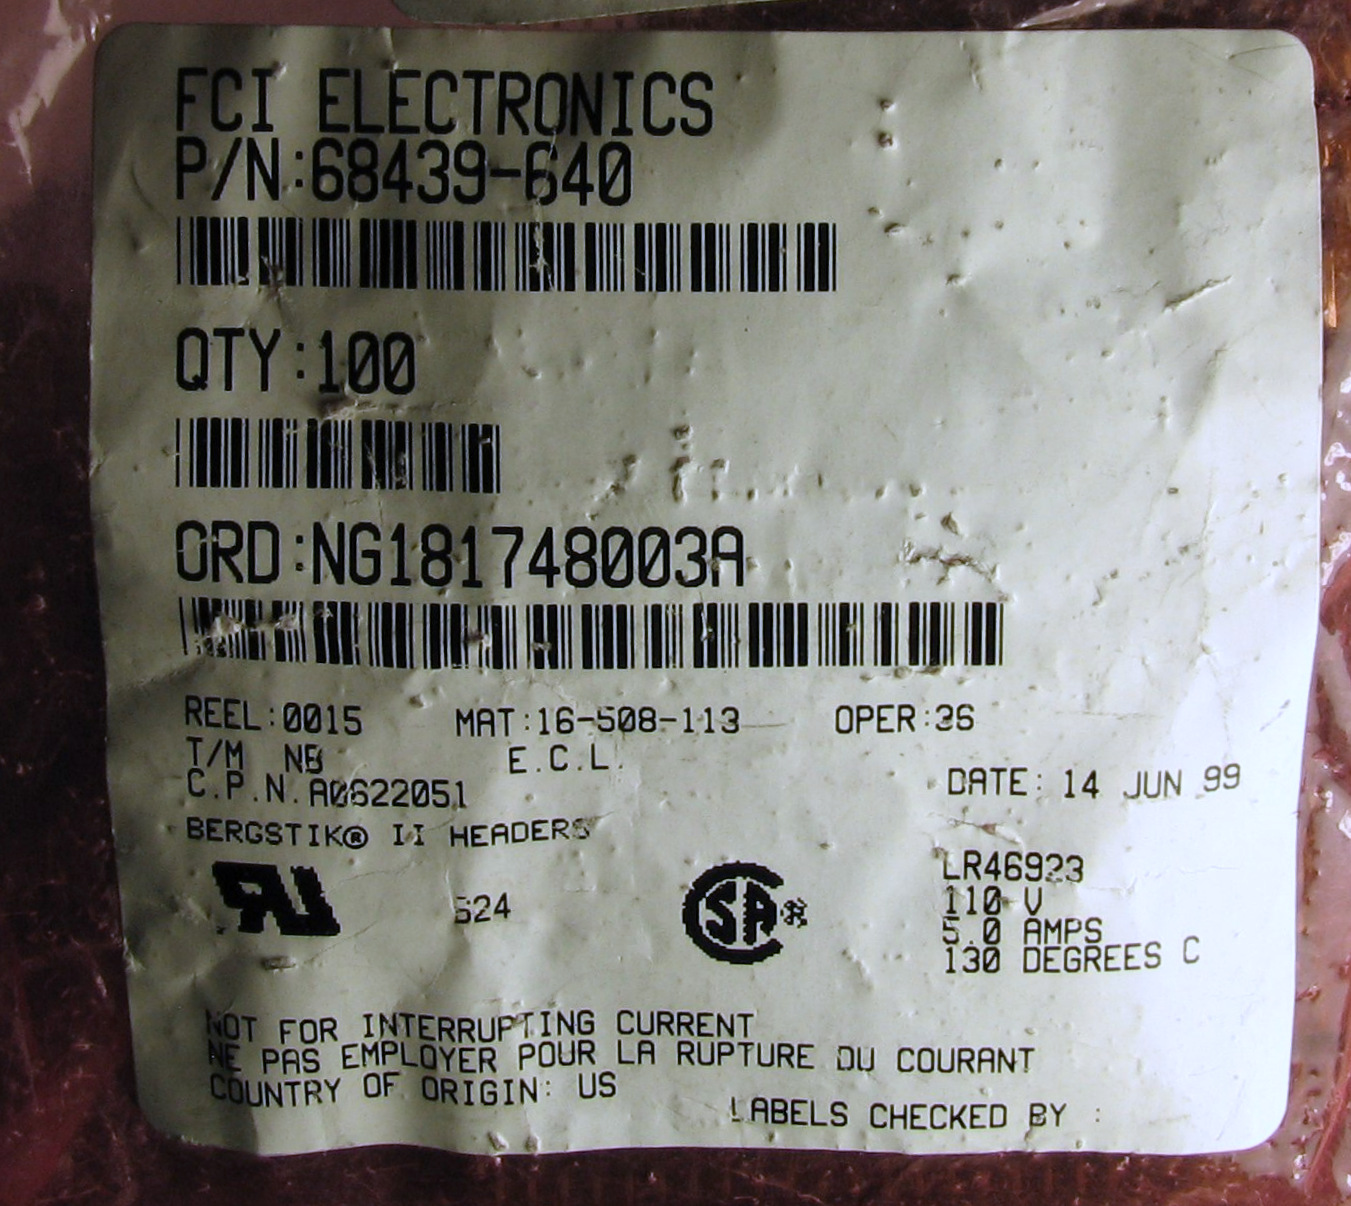 FCI ELECTRONICS
P/N:68439-640
QTY:100
ORD:NG181748003A
REEL:0015 MAT:16-508-113 OPER:36
T/M NB E.C.L.
C.P.N.A0622051 DATE: 14 JUN 99
BERGSTIK® II HEADERS
LR46923
624
110 V
5.0 AMPS
130 DEGREES C
NOT FOR INTERRUPTING CURRENT
NE PAS EMPLOYER POUR LA RUPTURE DU COURANT
COUNTRY OF ORIGIN: US
LABELS CHECKED BY :